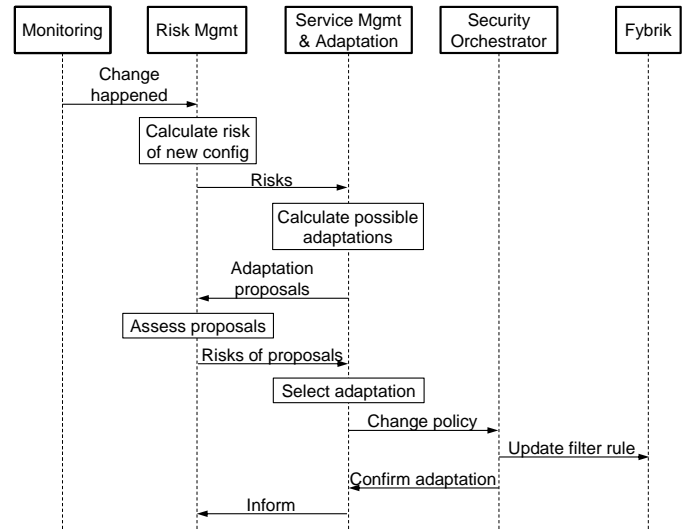 Monitoring
Risk Mgmt
Service Mgmt
& Adaptation
Security
Orchestrator
Fybrik
Change
happened
Calculate risk
of new config
Risks
Calculate possible
adaptations
Adaptation
proposals
Assess proposals
Risks of proposals
Select adaptation
Change policy
Update filter rule
Confirm adaptation
Inform